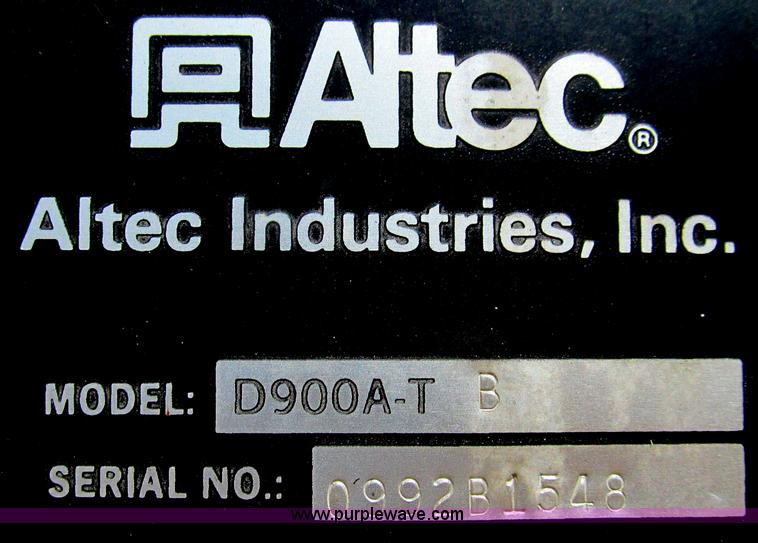 Altec®
Altec Industries, Inc.
MODEL: D900A-T B
SERIAL NO.: 0992B1548
www.purplewave.com